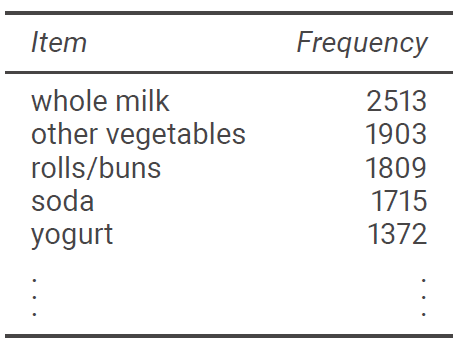 Item Frequency
whole milk 2513
other vegetables 1903
rolls/buns 1809
soda 1715
yogurt 1372
. .
. .
. .